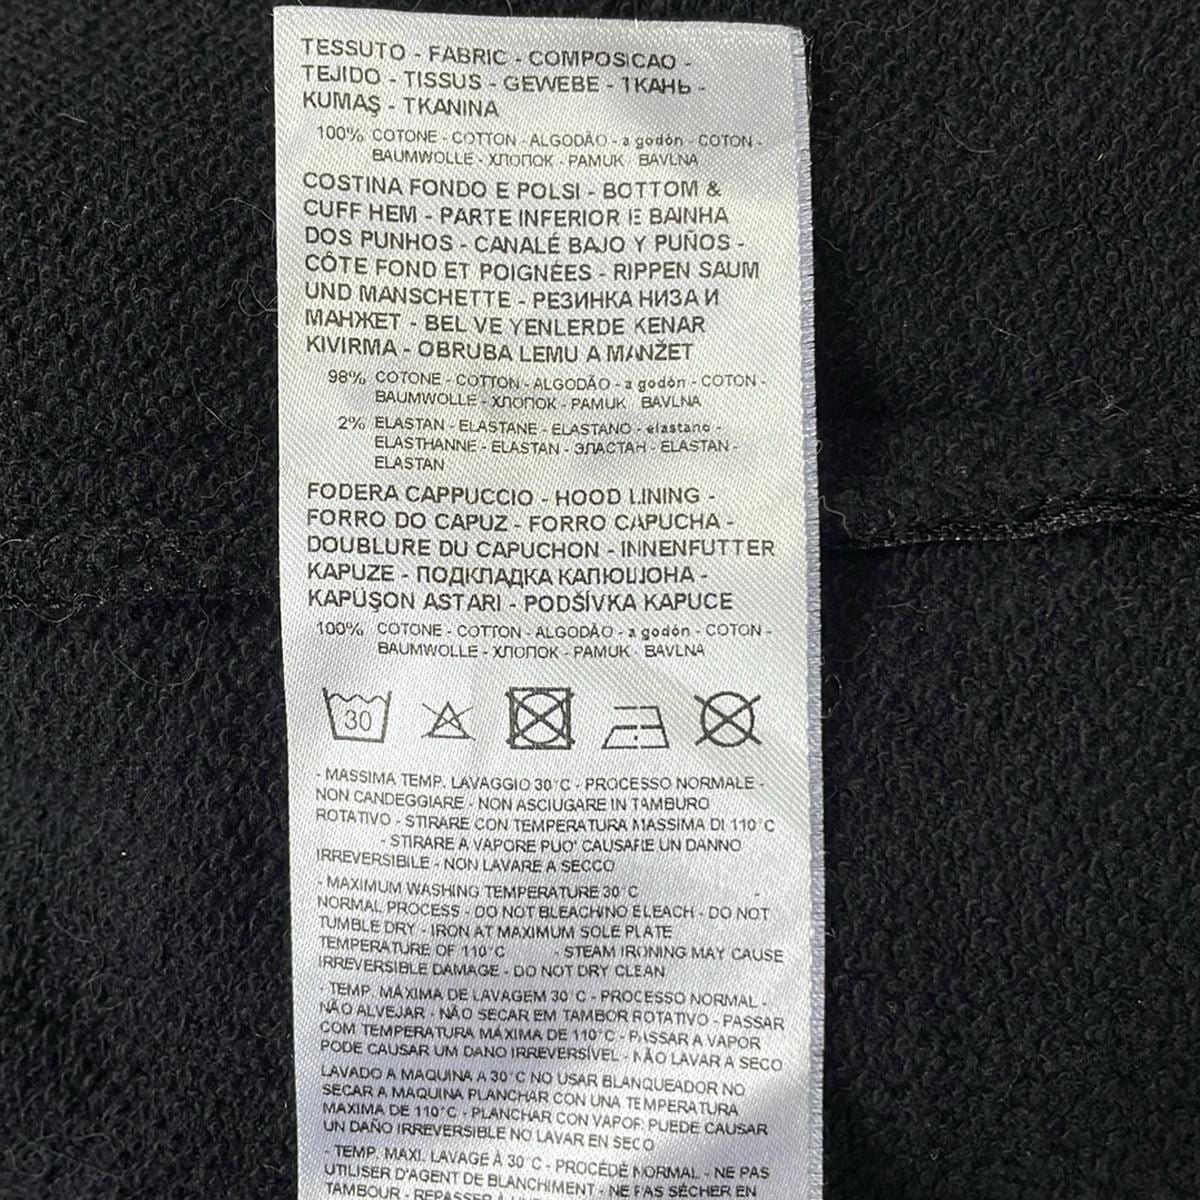 TESSUTO - FABRIC - COMPOSICAO -
TEJIDO - TISSUS - GEWEBE - ТКАНЬ -
KUMAŞ - TKANINA
100% COTONE - COTTON - ALGODÃO - a godón - COTON -
BAUMWOLLE - ХЛОПОК - PAMUK BAVLNA
COSTINA FONDO E POLSI - BOTTOM &
CUFF HEM - PARTE INFERIOR E BAINHA
DOS PUNHOS - CANALÉ BAJO Y PUÑOS -
CÔTE FOND ET POIGNÉES - RIPPEN SAUM
UND MANSCHETTE - РЕЗИНКА НИЗА И
МАНЖЕТ - BEL VE YENLERDE KENAR
KIVIRMA - OBRUBA LEMU A MANŽET
98% COTONE - COTTON - ALGODÃO - a godón - COTON -
BAUMWOLLE - ХЛОПОК - PAMUK BAVLNA
2% ELASTAN - ELASTANE - ELASTANO - elastano -
ELASTHANNE - ELASTAN - ЭЛАСТАН - ELASTAN -
ELASTAN
FODERA CAPPUCCIO - HOOD LINING -
FORRO DO CAPUZ - FORRO CAPUCHA -
DOUBLURE DU CAPUCHON - INNENFUTTER
KAPUZE - ПОДКЛАДКА КАПЮШОНА -
KAPUŞON ASTARI - PODŠÍVKA KAPUCE
100% COTONE - COTTON - ALGODÃO - a godón - COTON -
BAUMWOLLE - ХЛОПОК - PAMUK BAVLNA
30
- MASSIMA TEMP. LAVAGGIO 30°C - PROCESSO NORMALE -
NON CANDEGGIARE - NON ASCIUGARE IN TAMBURO
ROTATIVO - STIRARE CON TEMPERATURA MASSIMA DI 110°C
- STIRARE A VAPORE PUO' CAUSARE UN DANNO
IRREVERSIBILE - NON LAVARE A SECCO
- MAXIMUM WASHING TEMPERATURE 30°C -
NORMAL PROCESS - DO NOT BLEACH/NO BLEACH - DO NOT
TUMBLE DRY - IRON AT MAXIMUM SOLE PLATE
TEMPERATURE OF 110°C - STEAM IRONING MAY CAUSE
IRREVERSIBLE DAMAGE - DO NOT DRY CLEAN
- TEMP. MÁXIMA DE LAVAGEM 30°C - PROCESSO NORMAL -
NÃO ALVEJAR - NÃO SECAR EM TAMBOR ROTATIVO - PASSAR
COM TEMPERATURA MÁXIMA DE 110°C - PASSAR A VAPOR
PODE CAUSAR UM DANO IRREVERSÍVEL - NÃO LAVAR A SECO
LAVADO A MAQUINA A 30°C NO USAR BLANQUEADOR NO
SECAR A MAQUINA PLANCHAR CON UNA TEMPERATURA
MAXIMA DE 110°C - PLANCHAR CON VAPOR PUEDE CAUSAR
UN DAÑO IRREVERSIBLE NO LAVAR EN SECO
- TEMP. MAXI. LAVAGE À 30°C - PROCÉDÉ NORMAL - NE PAS
UTILISER D'AGENT DE BLANCHIMENT - NE PAS SÉCHER EN
TAMBOUR - REPASSER